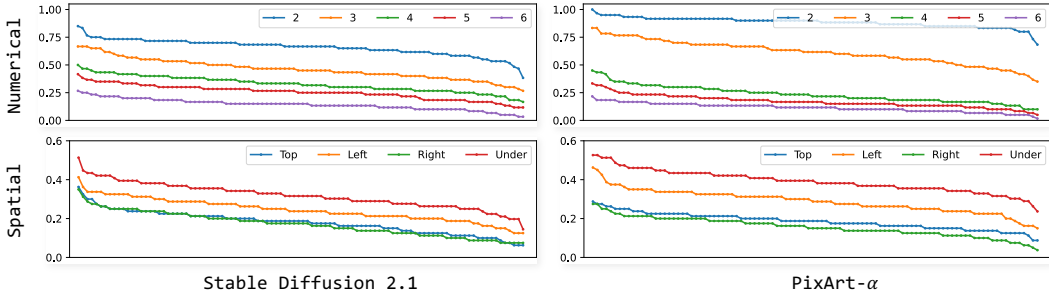 Numerical
1.00
0.75
0.50
0.25
0.00
2 3 4 5 6
1.00
0.75
0.50
0.25
0.00
2 3 4 5 6
Spatial
0.6
0.4
0.2
0.0
Top Left Right Under
0.6
0.4
0.2
0.0
Top Left Right Under
Stable Diffusion 2.1
PixArt-α